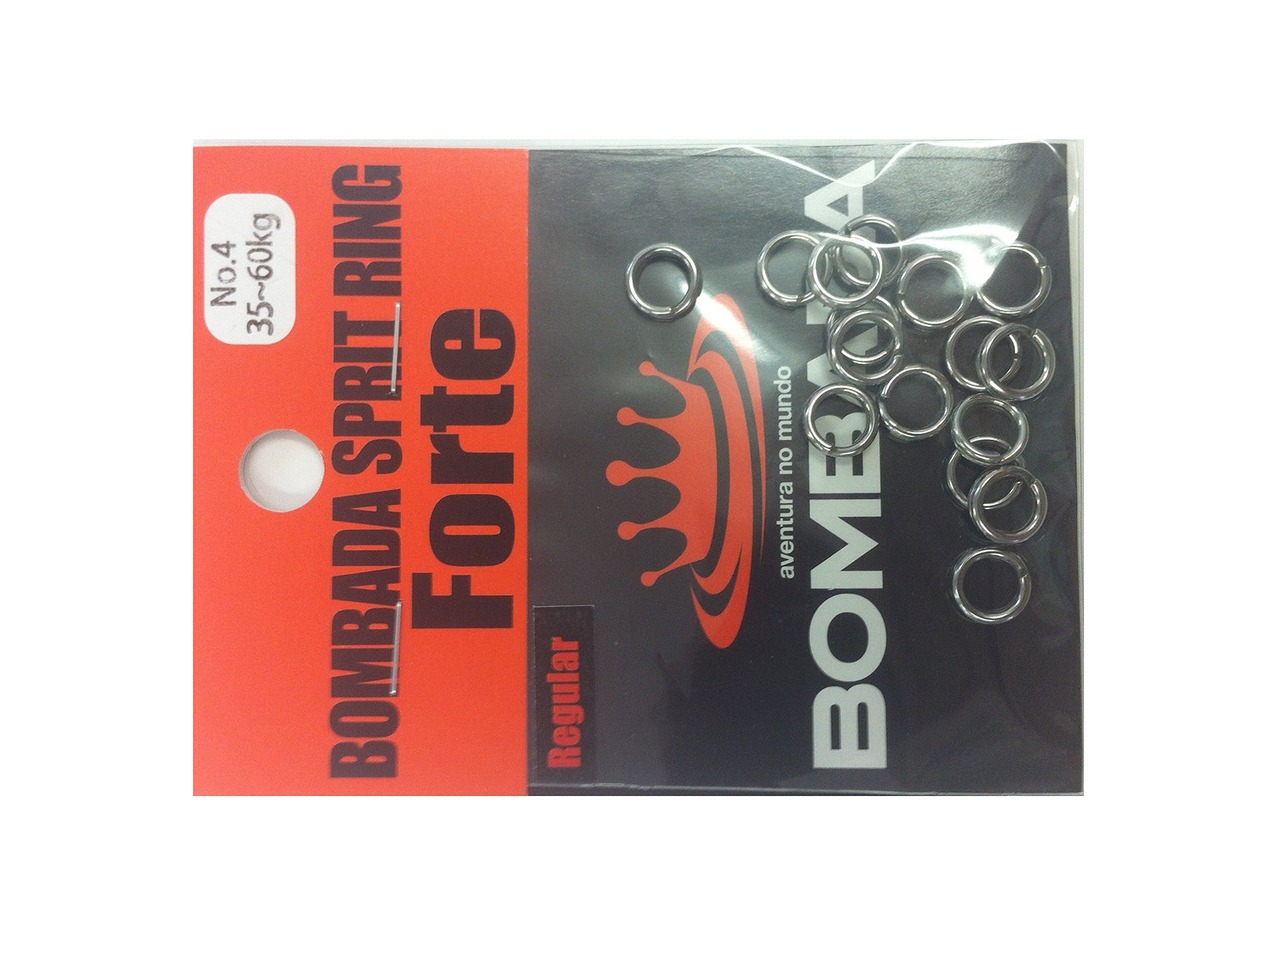 No.4
35~60kg
BOMBADA SPRIT RING
Forte
Regular
aventura no mundo
BOMBADA